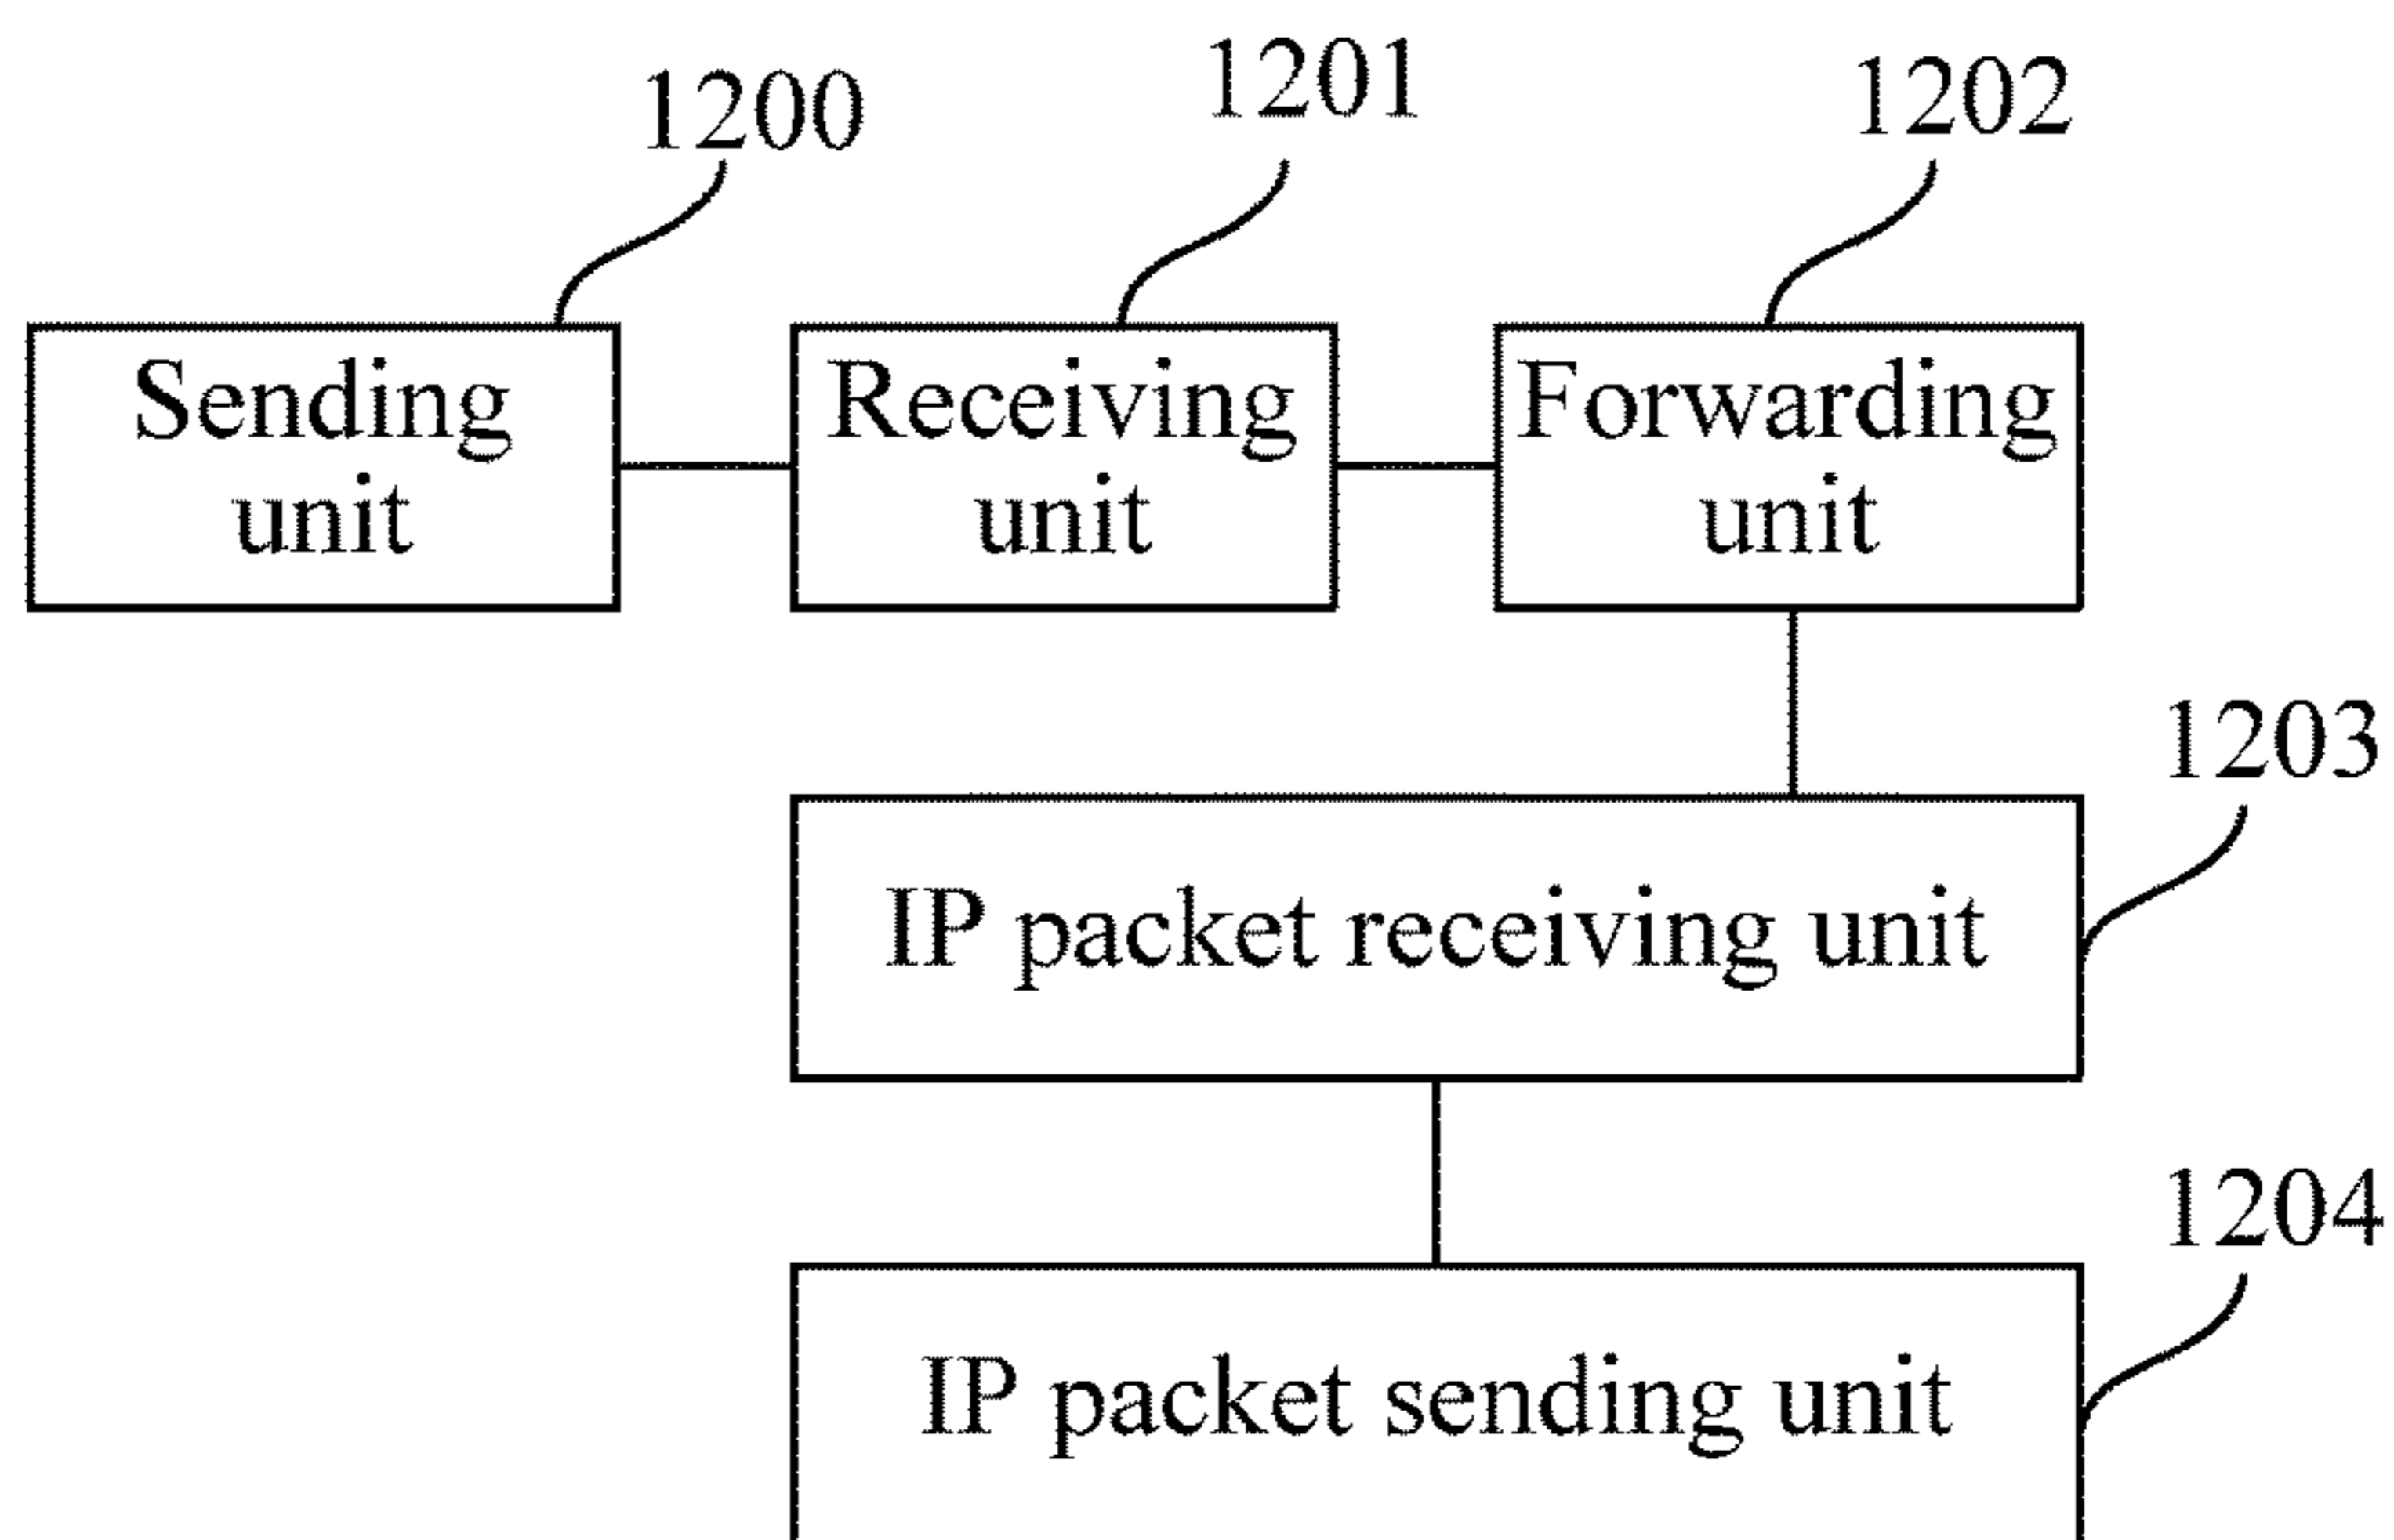 1200
1201
1202
Sending
unit
Receiving
unit
Forwarding
unit
1203
IP packet receiving unit
1204
IP packet sending unit